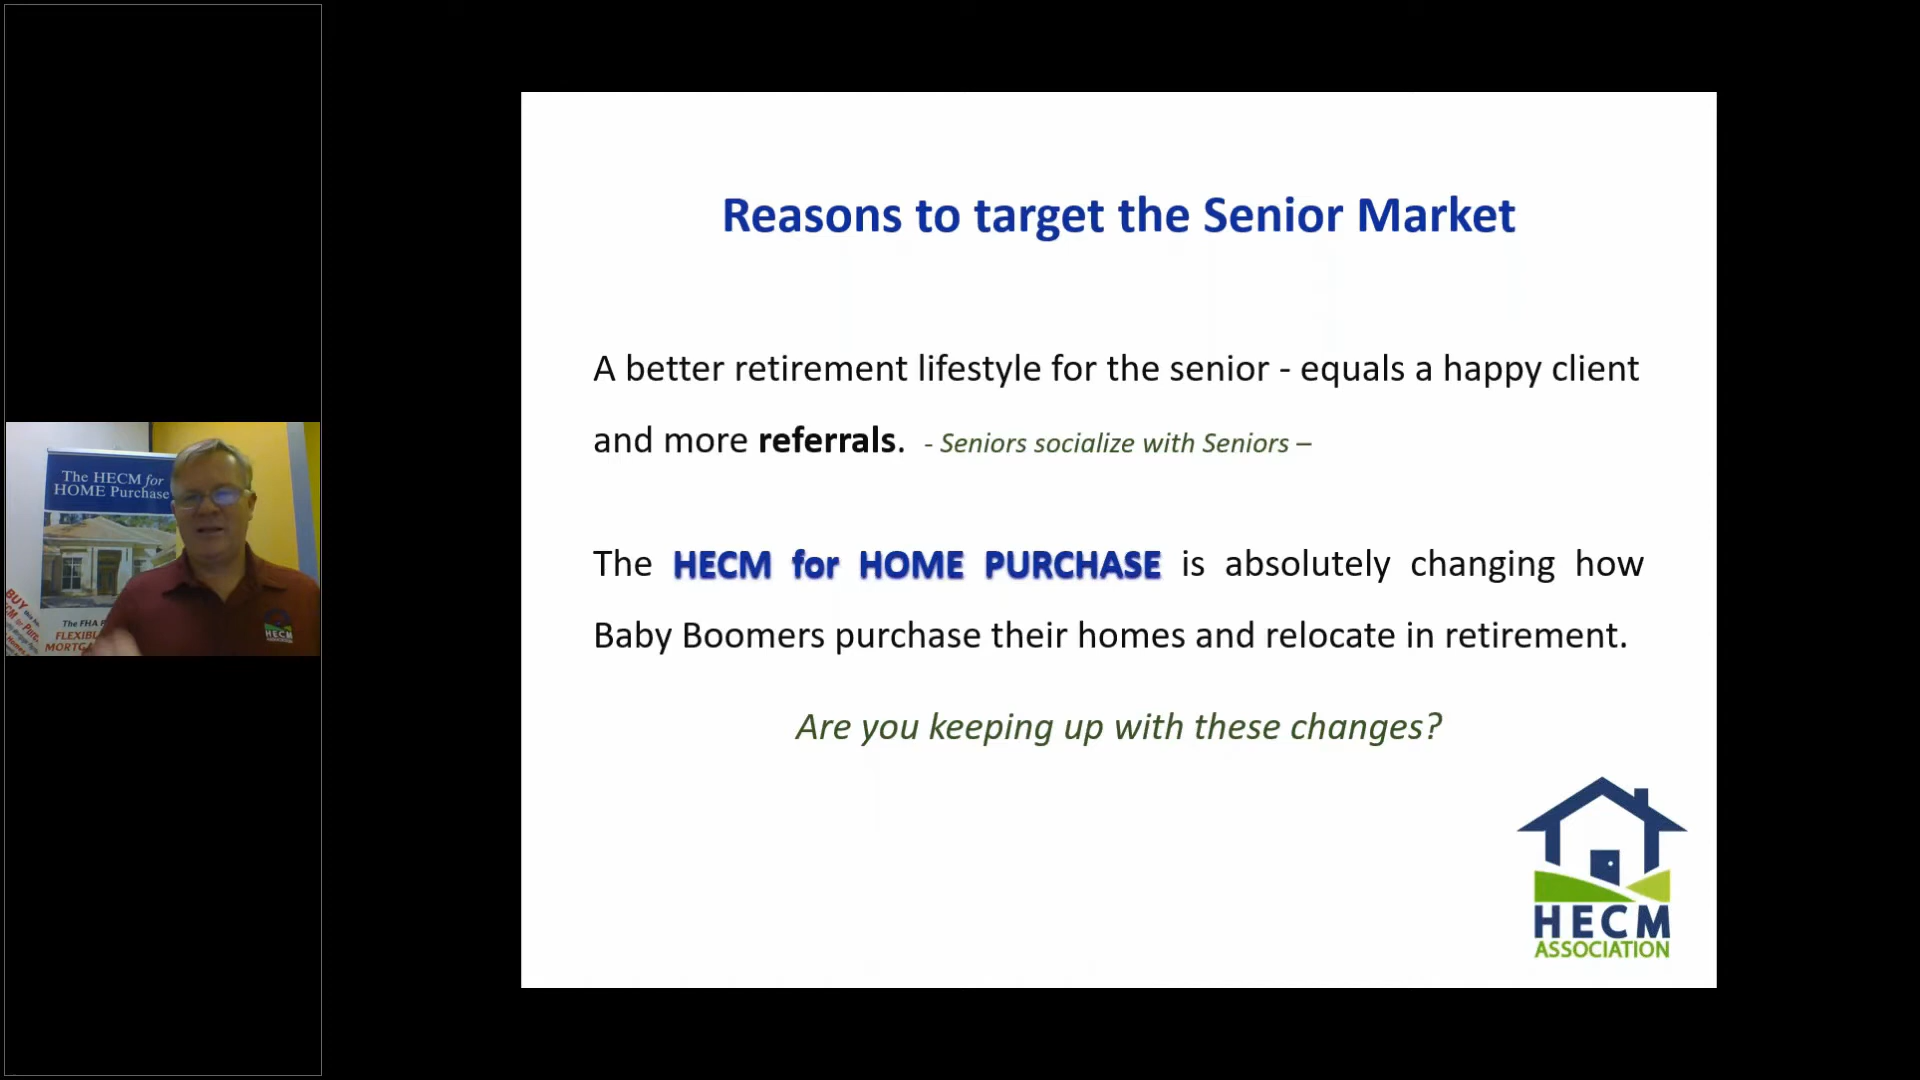 Reasons to target the Senior Market
A better retirement lifestyle for the senior - equals a happy client
and more referrals. - Seniors socialize with Seniors –
The HECM for HOME PURCHASE is absolutely changing how
Baby Boomers purchase their homes and relocate in retirement.
Are you keeping up with these changes?
HECM
ASSOCIATION
The HECM for
HOME Purchase
BUY
The FHA
FLEXIB
MORTGA
HECM
ASSOCIATION